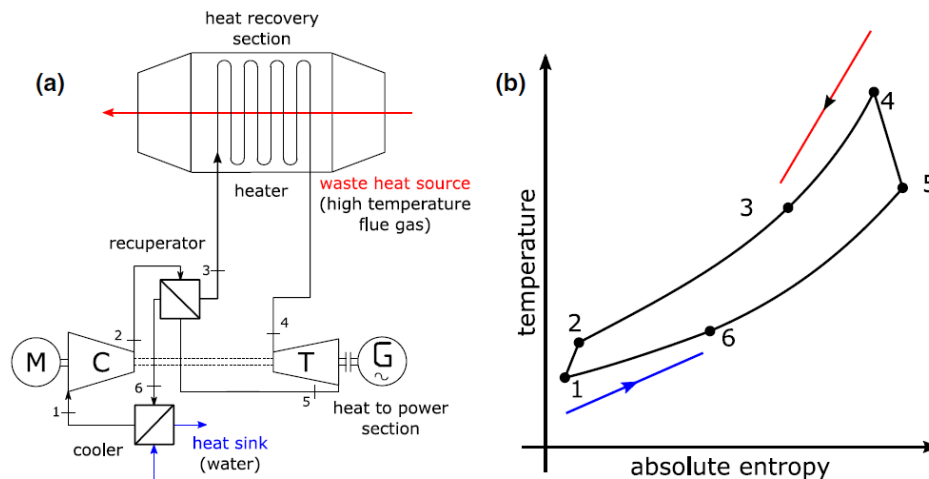 (a)
heat recovery
section
heater
waste heat source
(high temperature
flue gas)
recuperator
3
2
4
M
C
T
G
6
5
1
heat to power
section
cooler
heat sink
(water)
(b)
temperature
4
3
5
2
6
1
absolute entropy